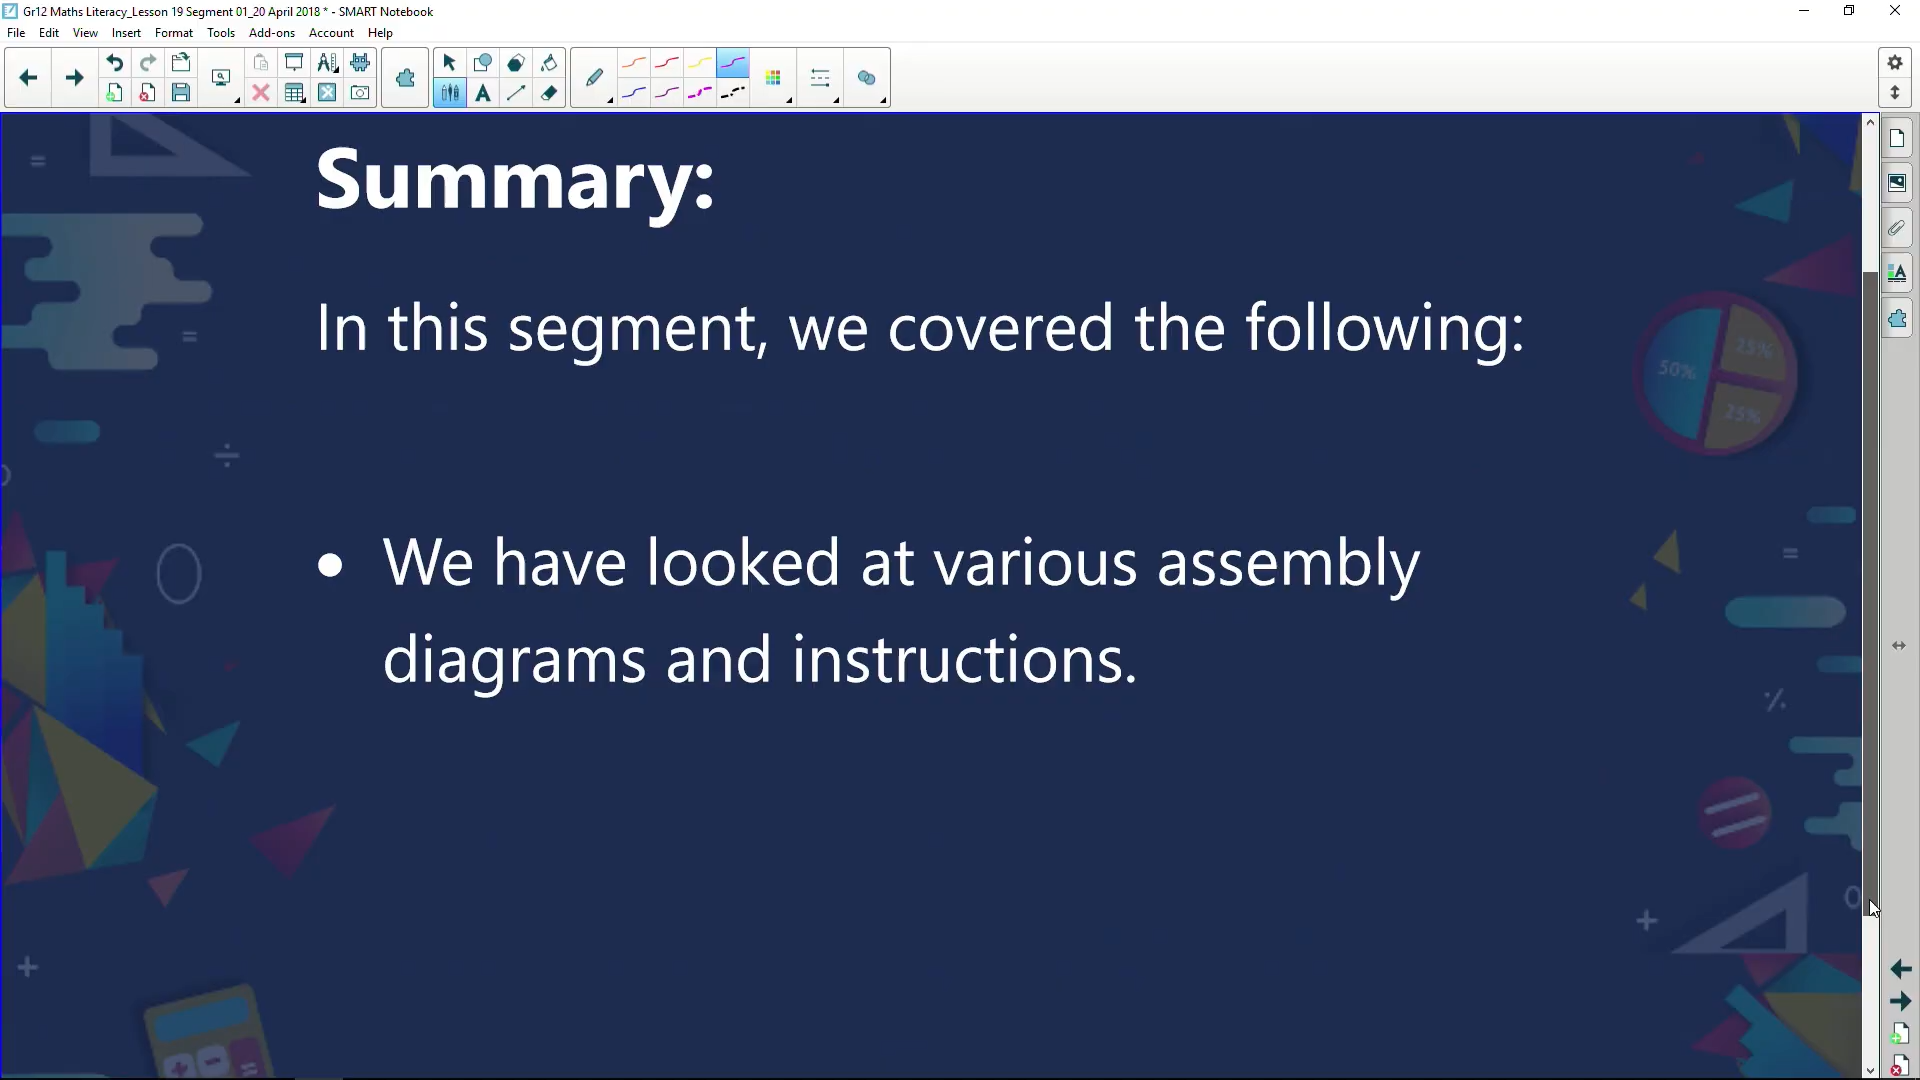 Gr12 Maths Literacy_Lesson 19 Segment 01_20 April 2018 * - SMART Notebook
File Edit View Insert Format Tools Add-ons Account Help
Summary:
In this segment, we covered the following:
• We have looked at various assembly
diagrams and instructions.
50%
25%
25%